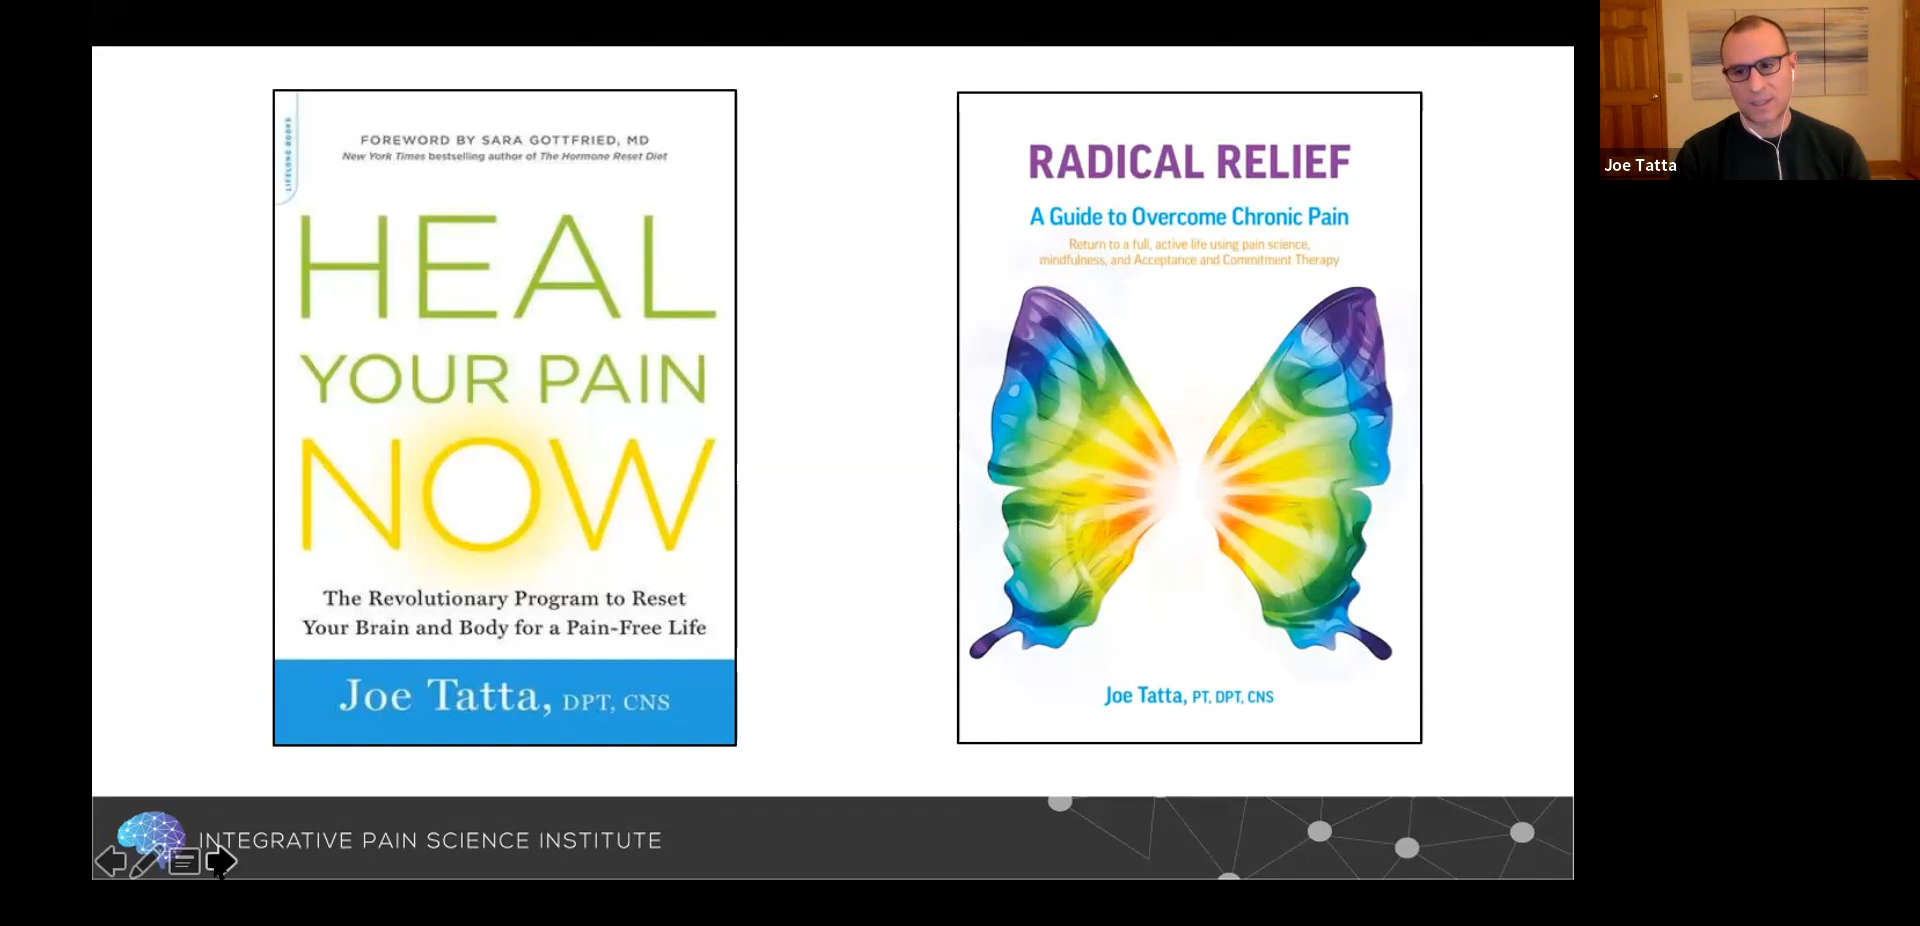 LIFELONG BOOKS
FOREWORD BY SARA GOTTFRIED, MD
New York Times bestselling author of The Hormone Reset Diet
HEAL
YOUR PAIN
NOW
The Revolutionary Program to Reset
Your Brain and Body for a Pain-Free Life
Joe Tatta, DPT, CNS
RADICAL RELIEF
A Guide to Overcome Chronic Pain
Return to a full, active life using pain science,
mindfulness, and Acceptance and Commitment Therapy
Joe Tatta, PT, DPT, CNS
INTEGRATIVE PAIN SCIENCE INSTITUTE
Joe Tatta